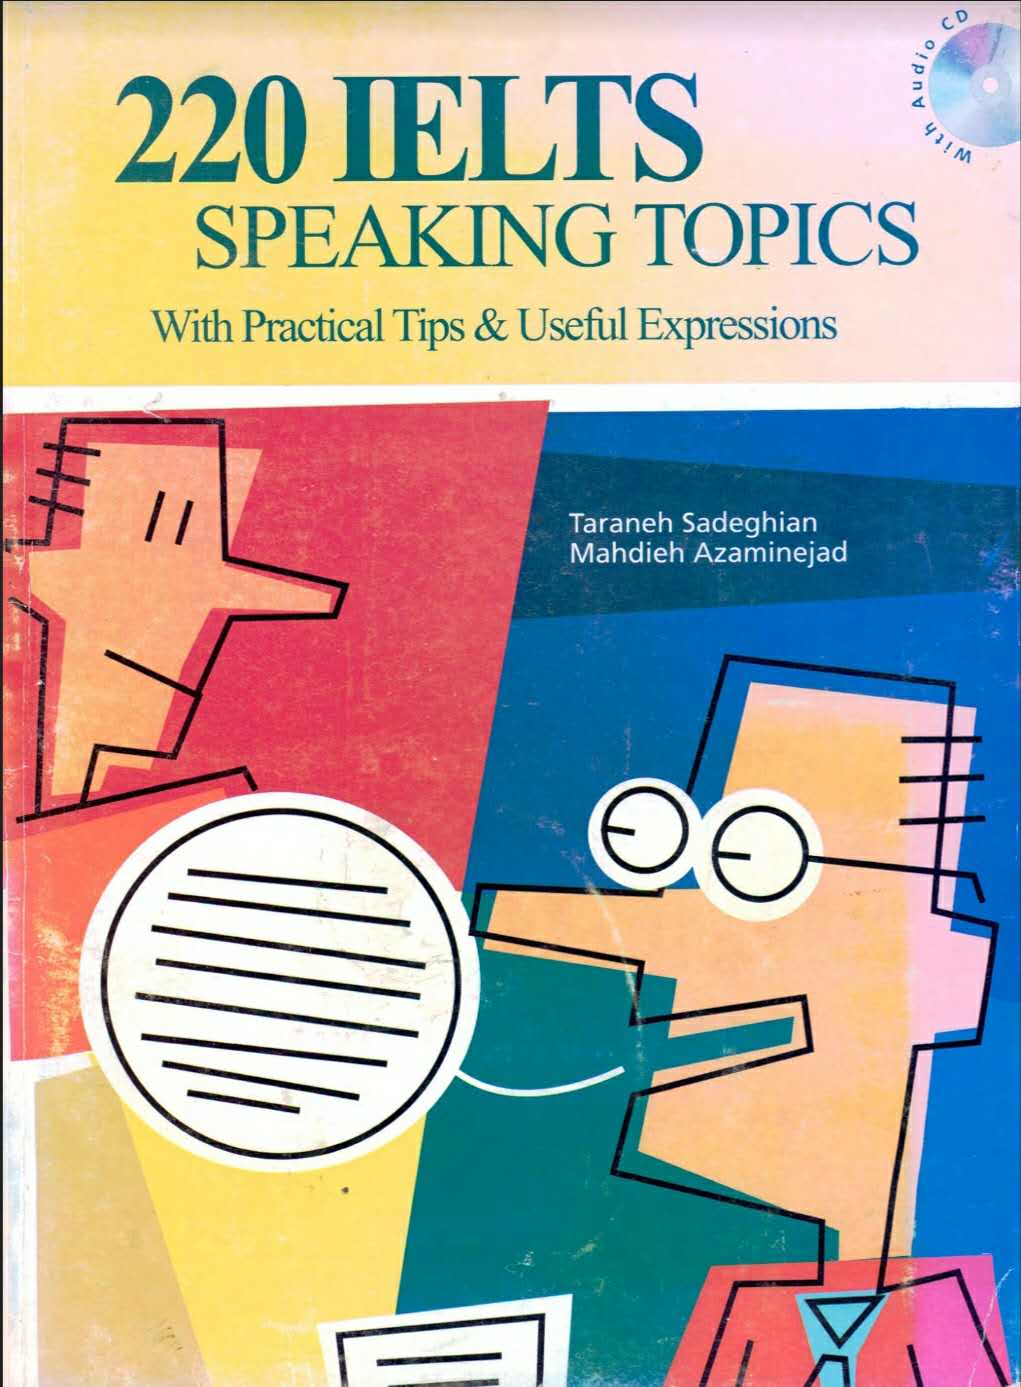 With Audio CD
220 IELTS
SPEAKING TOPICS
With Practical Tips & Useful Expressions
Taraneh Sadeghian
Mahdieh Azaminejad